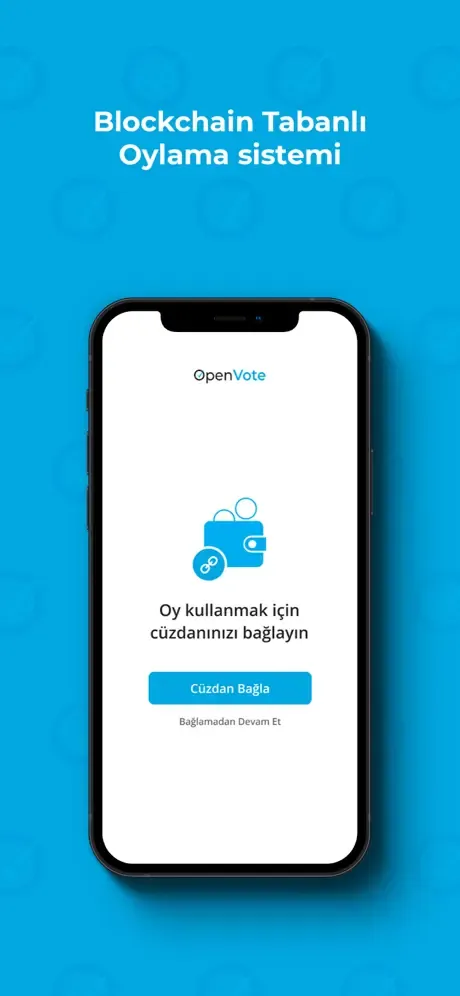 Blockchain Tabanlı
Oylama sistemi
OpenVote
Oy kullanmak için
cüzdanınızı bağlayın
Cüzdan Bağla
Bağlamadan Devam Et